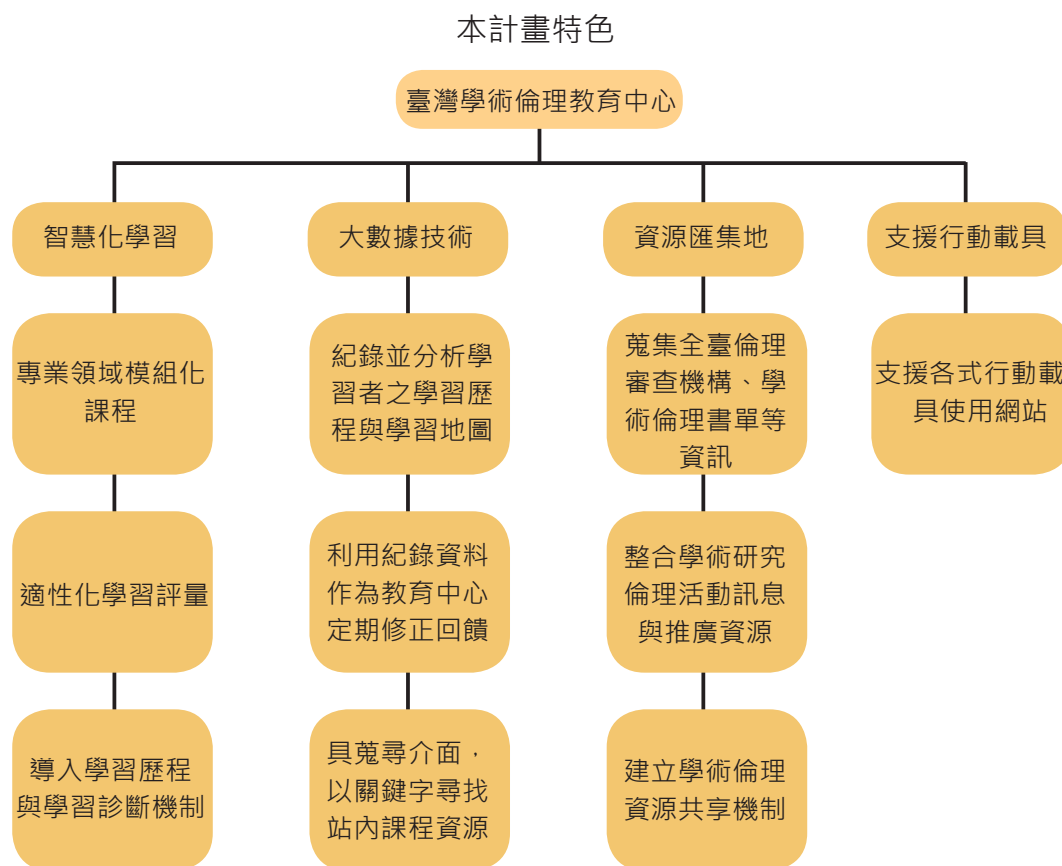 本計畫特色
臺灣學術倫理教育中心
智慧化學習
大數據技術
資源匯集地
支援行動載具
專業領域模組化
課程
紀錄並分析學
習者之學習歷
程與學習地圖
蒐集全臺倫理
審查機構、學
術倫理書單等
資訊
支援各式行動載
具使用網站
適性化學習評量
利用紀錄資料
作為教育中心
定期修正回饋
整合學術研究
倫理活動訊息
與推廣資源
導入學習歷程
與學習診斷機制
具蒐尋介面，
以關鍵字尋找
站內課程資源
建立學術倫理
資源共享機制